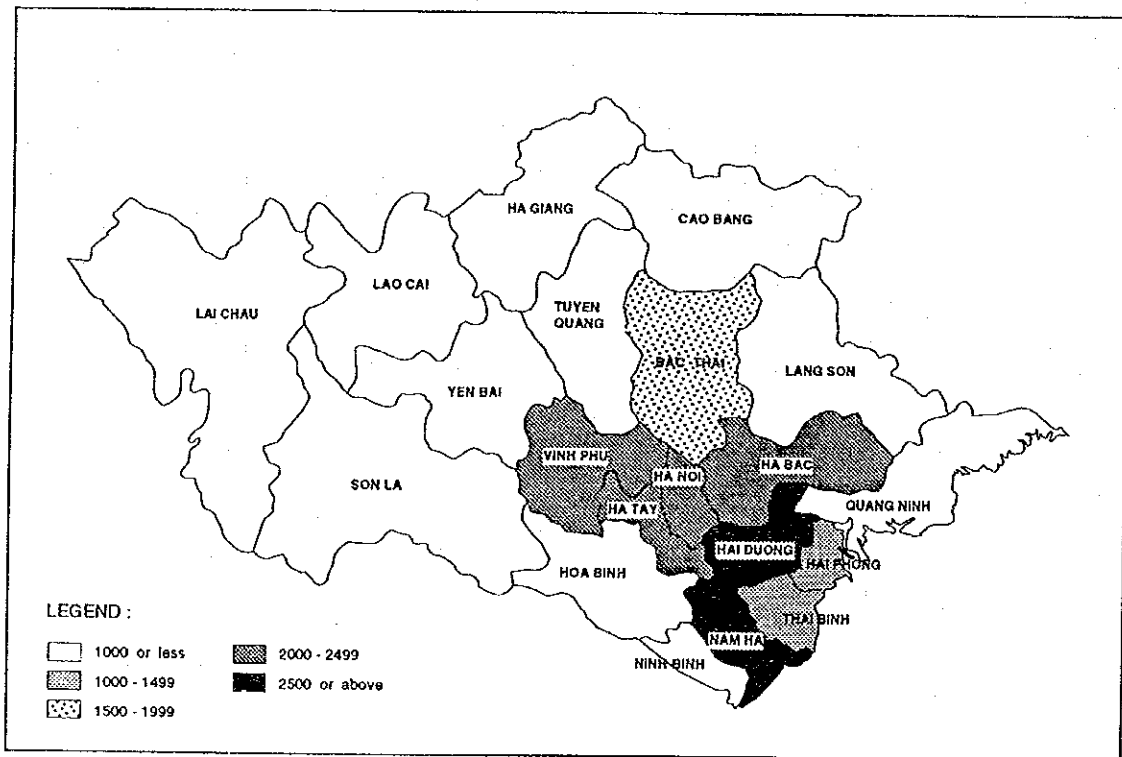 HA GIANG
CAO BANG
LAO CAI
LAI CHAU
TUYEN
QUANG
BAC THAI
LANG SON
YEN BAI
VINH PHU
HA NOI
HA BAC
SON LA
HA TAY
QUANG NINH
HAI DUONG
HAI PHONG
HOA BINH
THAI BINH
NAM HA
NINH BINH
LEGEND :
1000 or less
1000 - 1499
1500 - 1999
2000 - 2499
2500 or above